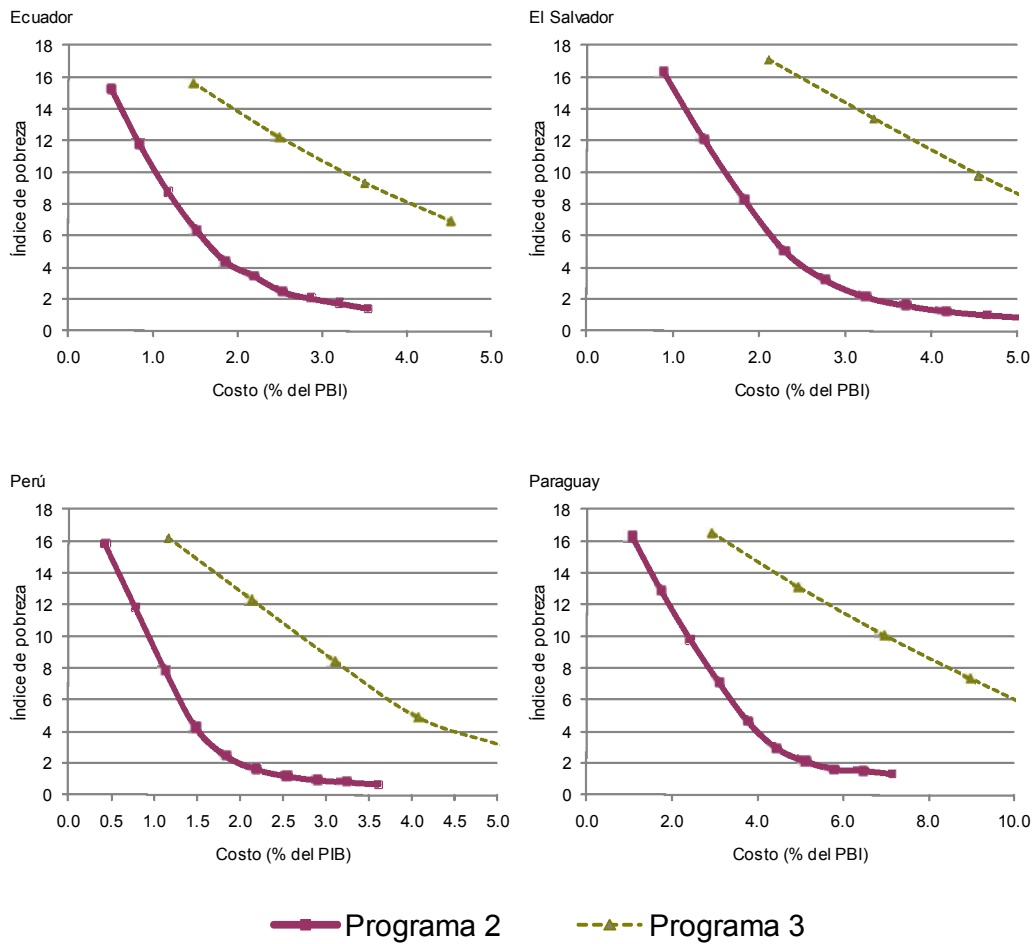 Ecuador
18
16
14
12
10
8
6
4
2
0
Índice de pobreza
0.0 1.0 2.0 3.0 4.0 5.0
Costo (% del PBI)
El Salvador
18
16
14
12
10
8
6
4
2
0
Índice de pobreza
0.0 1.0 2.0 3.0 4.0 5.0
Costo (% del PBI)
Perú
18
16
14
12
10
8
6
4
2
0
Índice de pobreza
0.0 0.5 1.0 1.5 2.0 2.5 3.0 3.5 4.0 4.5 5.0
Costo (% del PIB)
Paraguay
18
16
14
12
10
8
6
4
2
0
Índice de pobreza
0.0 2.0 4.0 6.0 8.0 10.0
Costo (% del PBI)
Programa 2 Programa 3